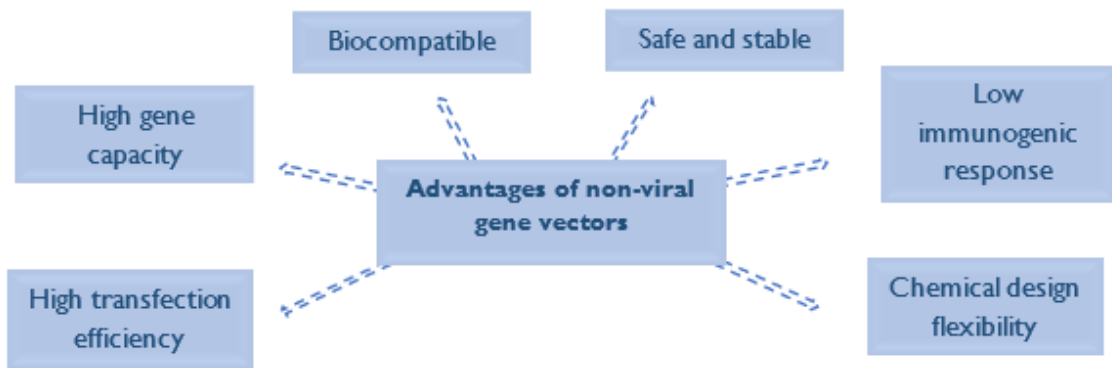 Biocompatible
Safe and stable
High gene
capacity
Low
immunogenic
response
Advantages of non-viral
gene vectors
High transfection
efficiency
Chemical design
flexibility